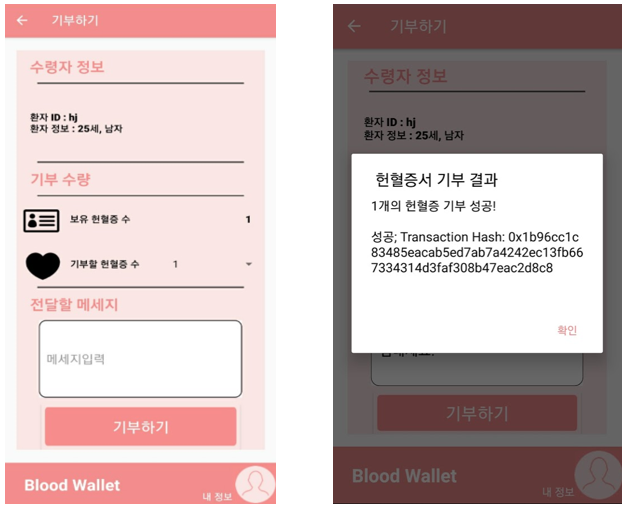 기부하기
수령자 정보
환자 ID : hj
환자 정보 : 25세, 남자
기부 수량
보유 헌혈증 수 1
기부할 헌혈증 수 1
전달할 메세지
메세지입력
기부하기
Blood Wallet
내 정보
기부하기
수령자 정보
환자 ID : hj
환자 정보 : 25세, 남자
헌혈증서 기부 결과
1개의 헌혈증 기부 성공!
성공; Transaction Hash: 0x1b96cc1c
83485eacab5ed7ab7a4242ec13fb66
7334314d3faf308b47eac2d8c8
확인
기부하기
Blood Wallet
내 정보